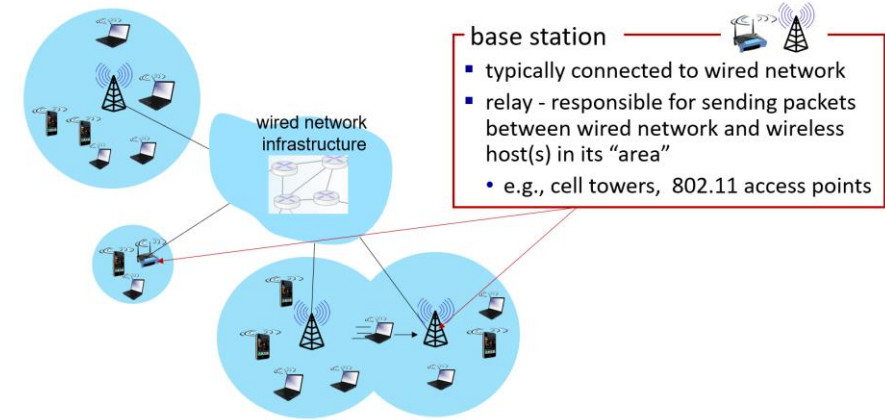 base station
▪ typically connected to wired network
▪ relay - responsible for sending packets
between wired network and wireless
host(s) in its “area”
• e.g., cell towers, 802.11 access points
wired network
infrastructure